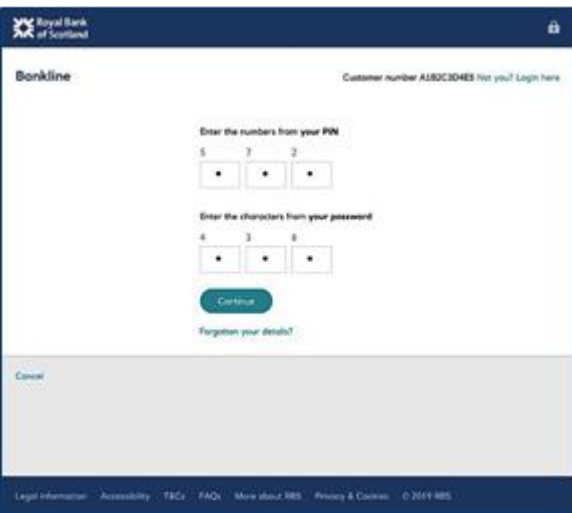 Royal Bank
of Scotland
Bankline
Customer number A1B2C3D4E5 Not you? Login here
Enter the numbers from your PIN
5 7 2
Enter the characters from your password
4 3 6
Continue
Forgotten your details?
Cancel
Legal information Accessibility T&Cs FAQs More about RBS Privacy & Cookies © 2019 RBS